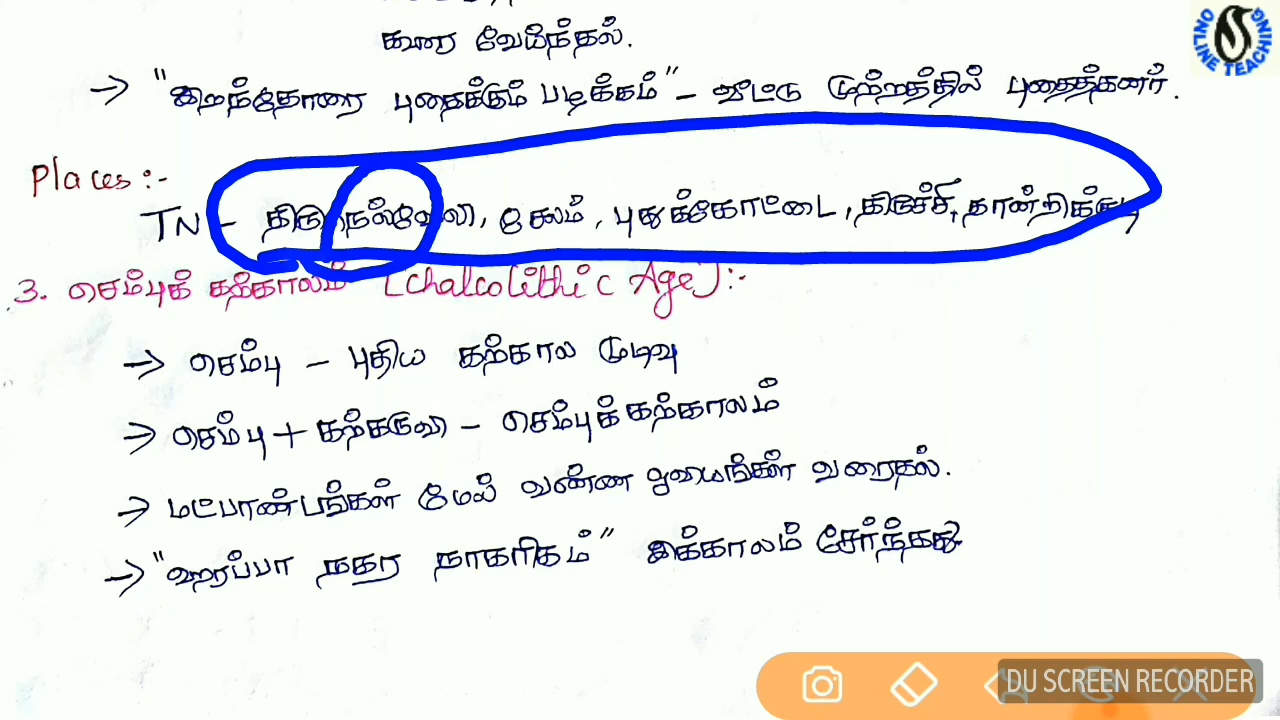 கூரை வேய்ந்தல்.
→ "இறந்தோரை புதைக்கும் படிக்கம்" – வீட்டு முற்றத்தில் புதைத்தனர்.
Places:-
TN – திருநெல்வேலி, சேலம், புதுக்கோட்டை, திருச்சி, தான்றிக்குடி
3. செம்புக் கற்காலம் (Chalcolithic Age):-
→ செம்பு – புதிய கற்கால முடிவு
→ செம்பு + கற்கருவி – செம்புக்கற்காலம்
→ மட்பாண்டங்கள் மேல் வண்ண ஓவியங்கள் வரைதல்.
→ "ஹரப்பா நகர நாகரிகம்" இக்காலம் சேர்ந்தது
ONLINE TEACHING
DU SCREEN RECORDER